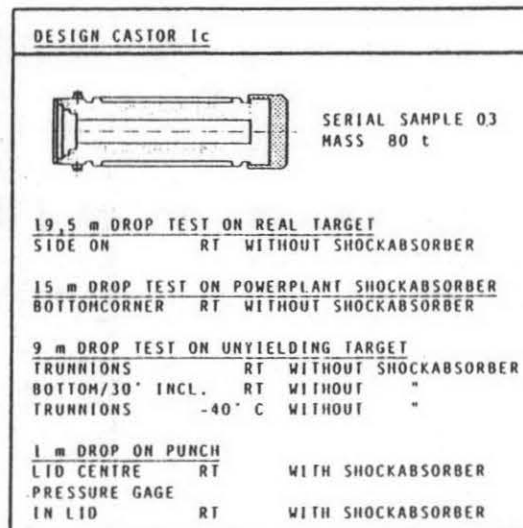 DESIGN CASTOR Ic
SERIAL SAMPLE 03
MASS 80 t
19,5 m DROP TEST ON REAL TARGET
SIDE ON RT WITHOUT SHOCKABSORBER
15 m DROP TEST ON POWERPLANT SHOCKABSORBER
BOTTOMCORNER RT WITHOUT SHOCKABSORBER
9 m DROP TEST ON UNYIELDING TARGET
TRUNNIONS RT WITHOUT SHOCKABSORBER
BOTTOM/30° INCL. RT WITHOUT "
TRUNNIONS -40° C WITHOUT "
1 m DROP ON PUNCH
LID CENTRE RT WITH SHOCKABSORBER
PRESSURE GAGE
IN LID RT WITH SHOCKABSORBER